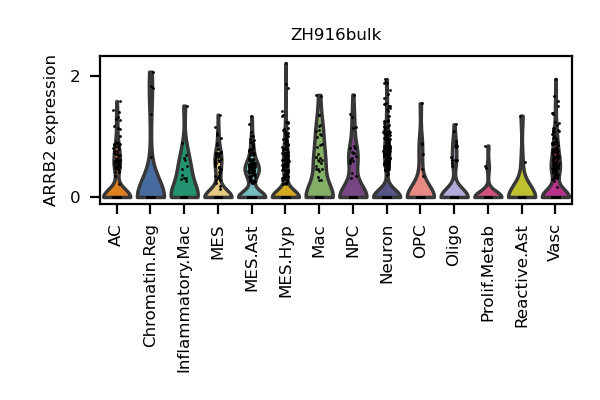 ZH916bulk
ARRB2 expression
2
0
AC
Chromatin.Reg
Inflammatory.Mac
MES
MES.Ast
MES.Hyp
Mac
NPC
Neuron
OPC
Oligo
Prolif.Metab
Reactive.Ast
Vasc